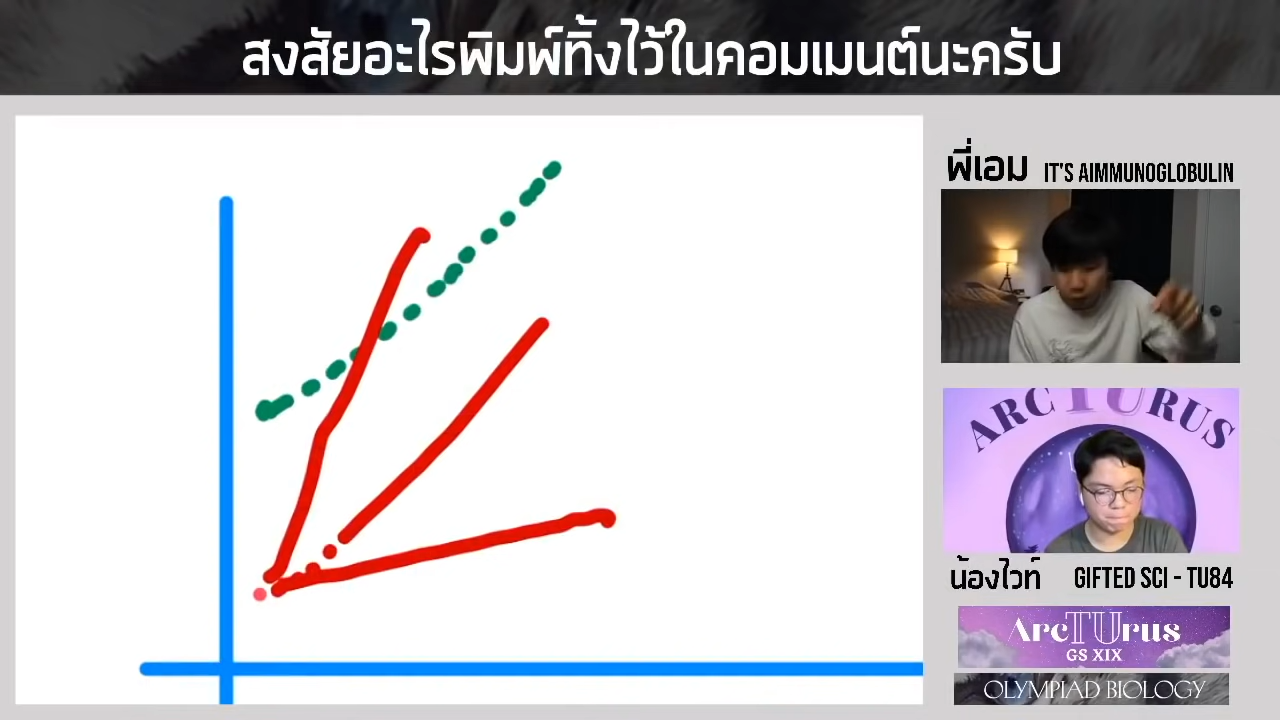 สงสัยอะไรพิมพ์ทิ้งไว้ในคอมเมนต์นะครับ
พี่เอม IT'S AIMMUNOGLOBULIN
ARCTURUS
น้องไวท์ GIFTED SCI - TU84
ArcTUrus
GS XIX
OLYMPIAD BIOLOGY